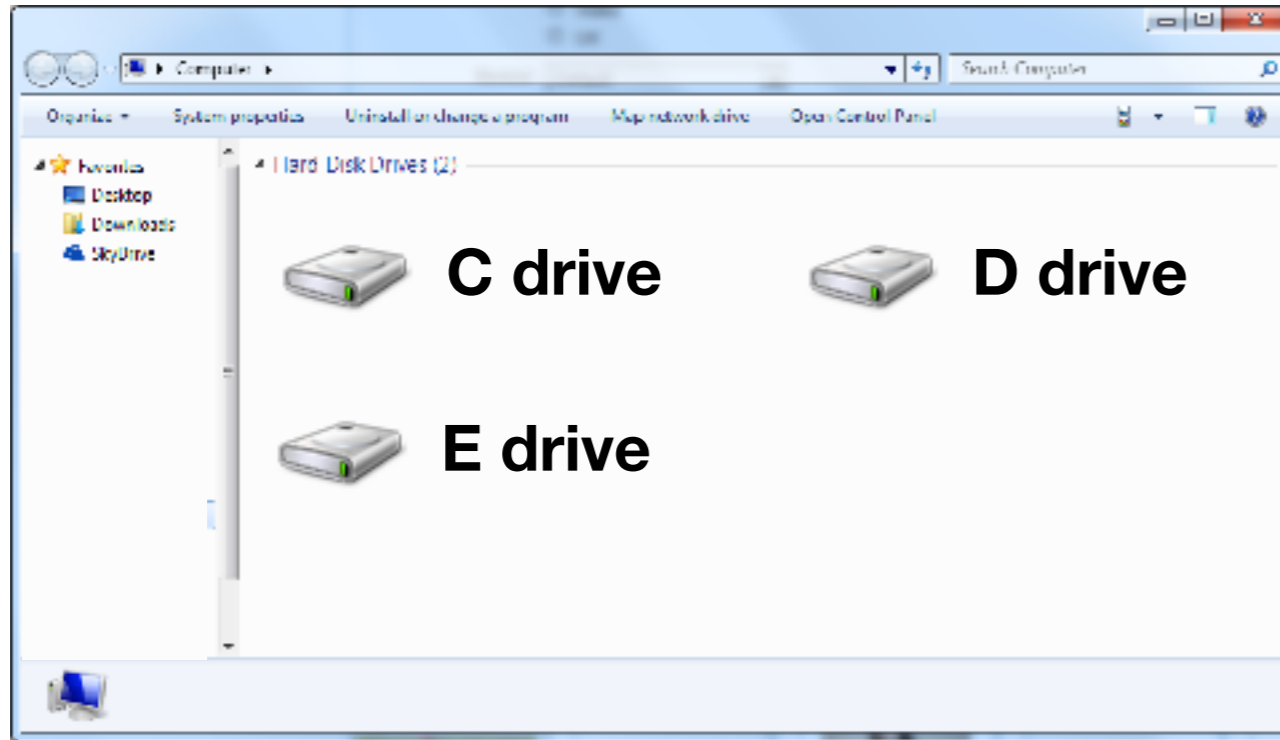 Computer
Search Computer
Organize
System properties
Uninstall or change a program
Map network drive
Open Control Panel
Favorites
Desktop
Downloads
SkyDrive
Hard Disk Drives (2)
C drive
D drive
E drive